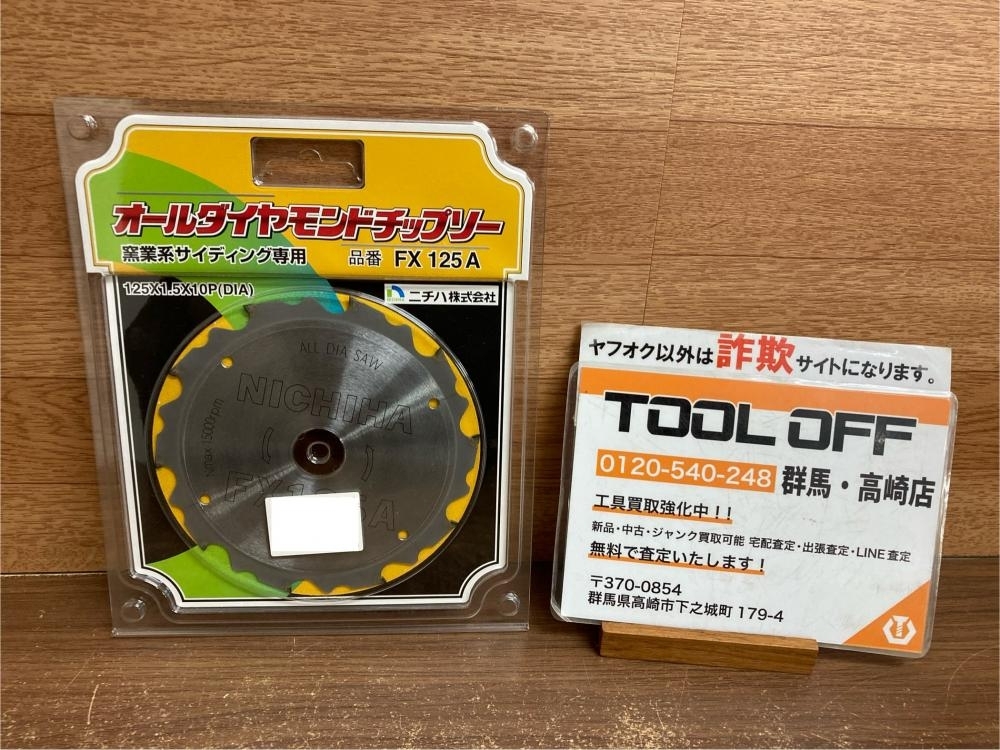 オールダイヤモンドチップソー
窯業系サイディング専用
品番 FX 125A
125X1.5X10P(DIA)
ニチハ株式会社
ALL DIA SAW
NICHIHA
Nmax 15000rpm
ヤフオク以外は詐欺サイトになります。
TOOL OFF
0120-540-248 群馬・高崎店
工具買取強化中!!
新品・中古・ジャンク買取可能 宅配査定・出張査定・LINE査定
無料で査定いたします!
〒370-0854
群馬県高崎市下之城町 179-4